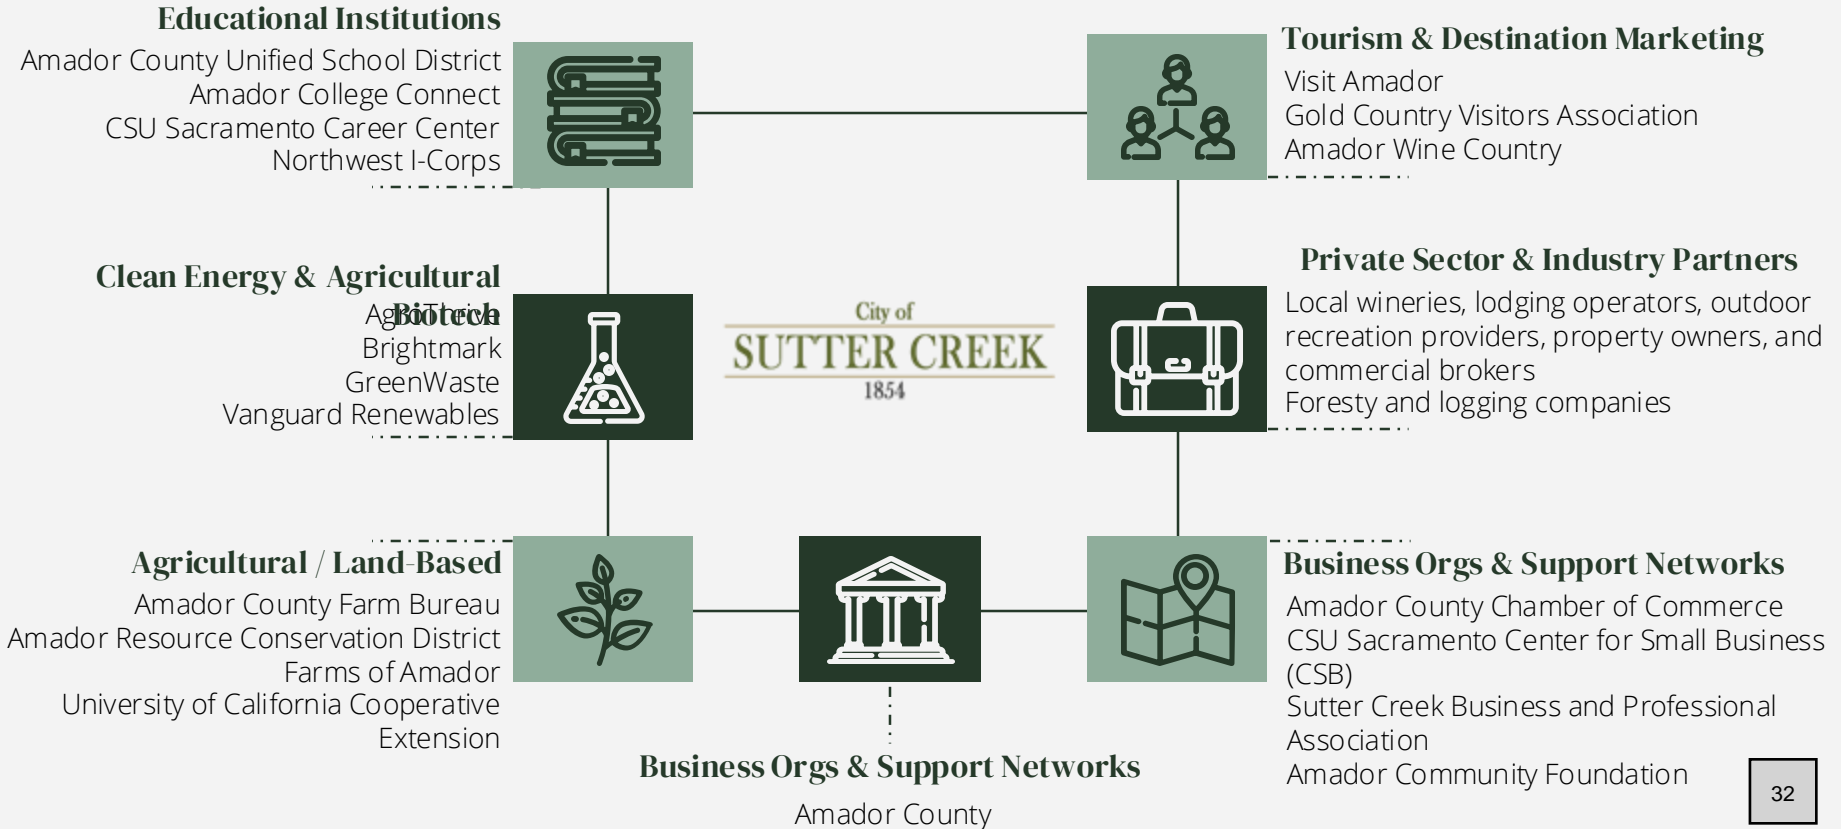 Educational Institutions
Amador County Unified School District
Amador College Connect
CSU Sacramento Career Center
Northwest I-Corps
Tourism & Destination Marketing
Visit Amador
Gold Country Visitors Association
Amador Wine Country
Clean Energy & Agricultural
Biotech
AgroThrive
Brightmark
GreenWaste
Vanguard Renewables
City of
SUTTER CREEK
1854
Private Sector & Industry Partners
Local wineries, lodging operators, outdoor
recreation providers, property owners, and
commercial brokers
Foresty and logging companies
Agricultural / Land-Based
Amador County Farm Bureau
Amador Resource Conservation District
Farms of Amador
University of California Cooperative
Extension
Business Orgs & Support Networks
Amador County
Business Orgs & Support Networks
Amador County Chamber of Commerce
CSU Sacramento Center for Small Business
(CSB)
Sutter Creek Business and Professional
Association
Amador Community Foundation
32